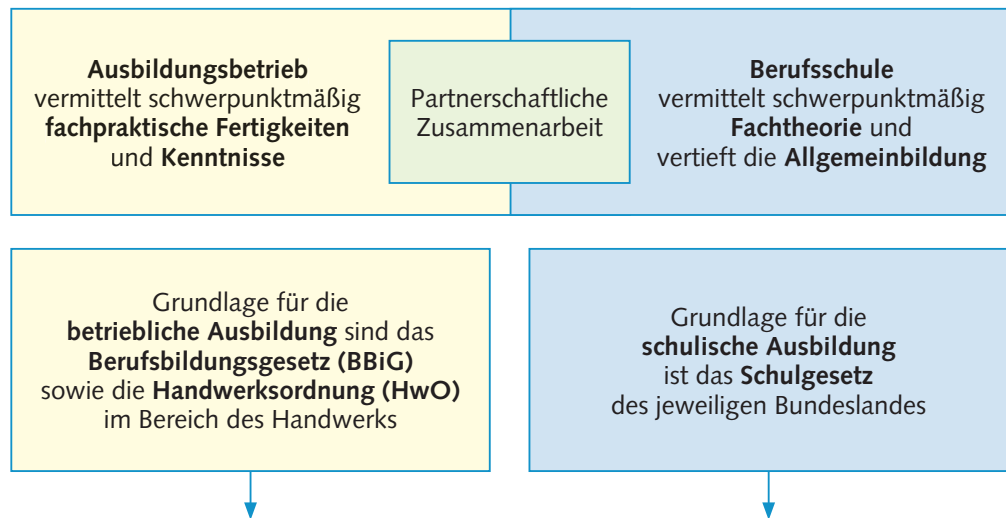 Ausbildungsbetrieb
vermittelt schwerpunktmäßig
fachpraktische Fertigkeiten
und Kenntnisse
Partnerschaftliche
Zusammenarbeit
Berufsschule
vermittelt schwerpunktmäßig
Fachtheorie und
vertieft die Allgemeinbildung
Grundlage für die
betriebliche Ausbildung sind das
Berufsbildungsgesetz (BBiG)
sowie die Handwerksordnung (HwO)
im Bereich des Handwerks
Grundlage für die
schulische Ausbildung
ist das Schulgesetz
des jeweiligen Bundeslandes